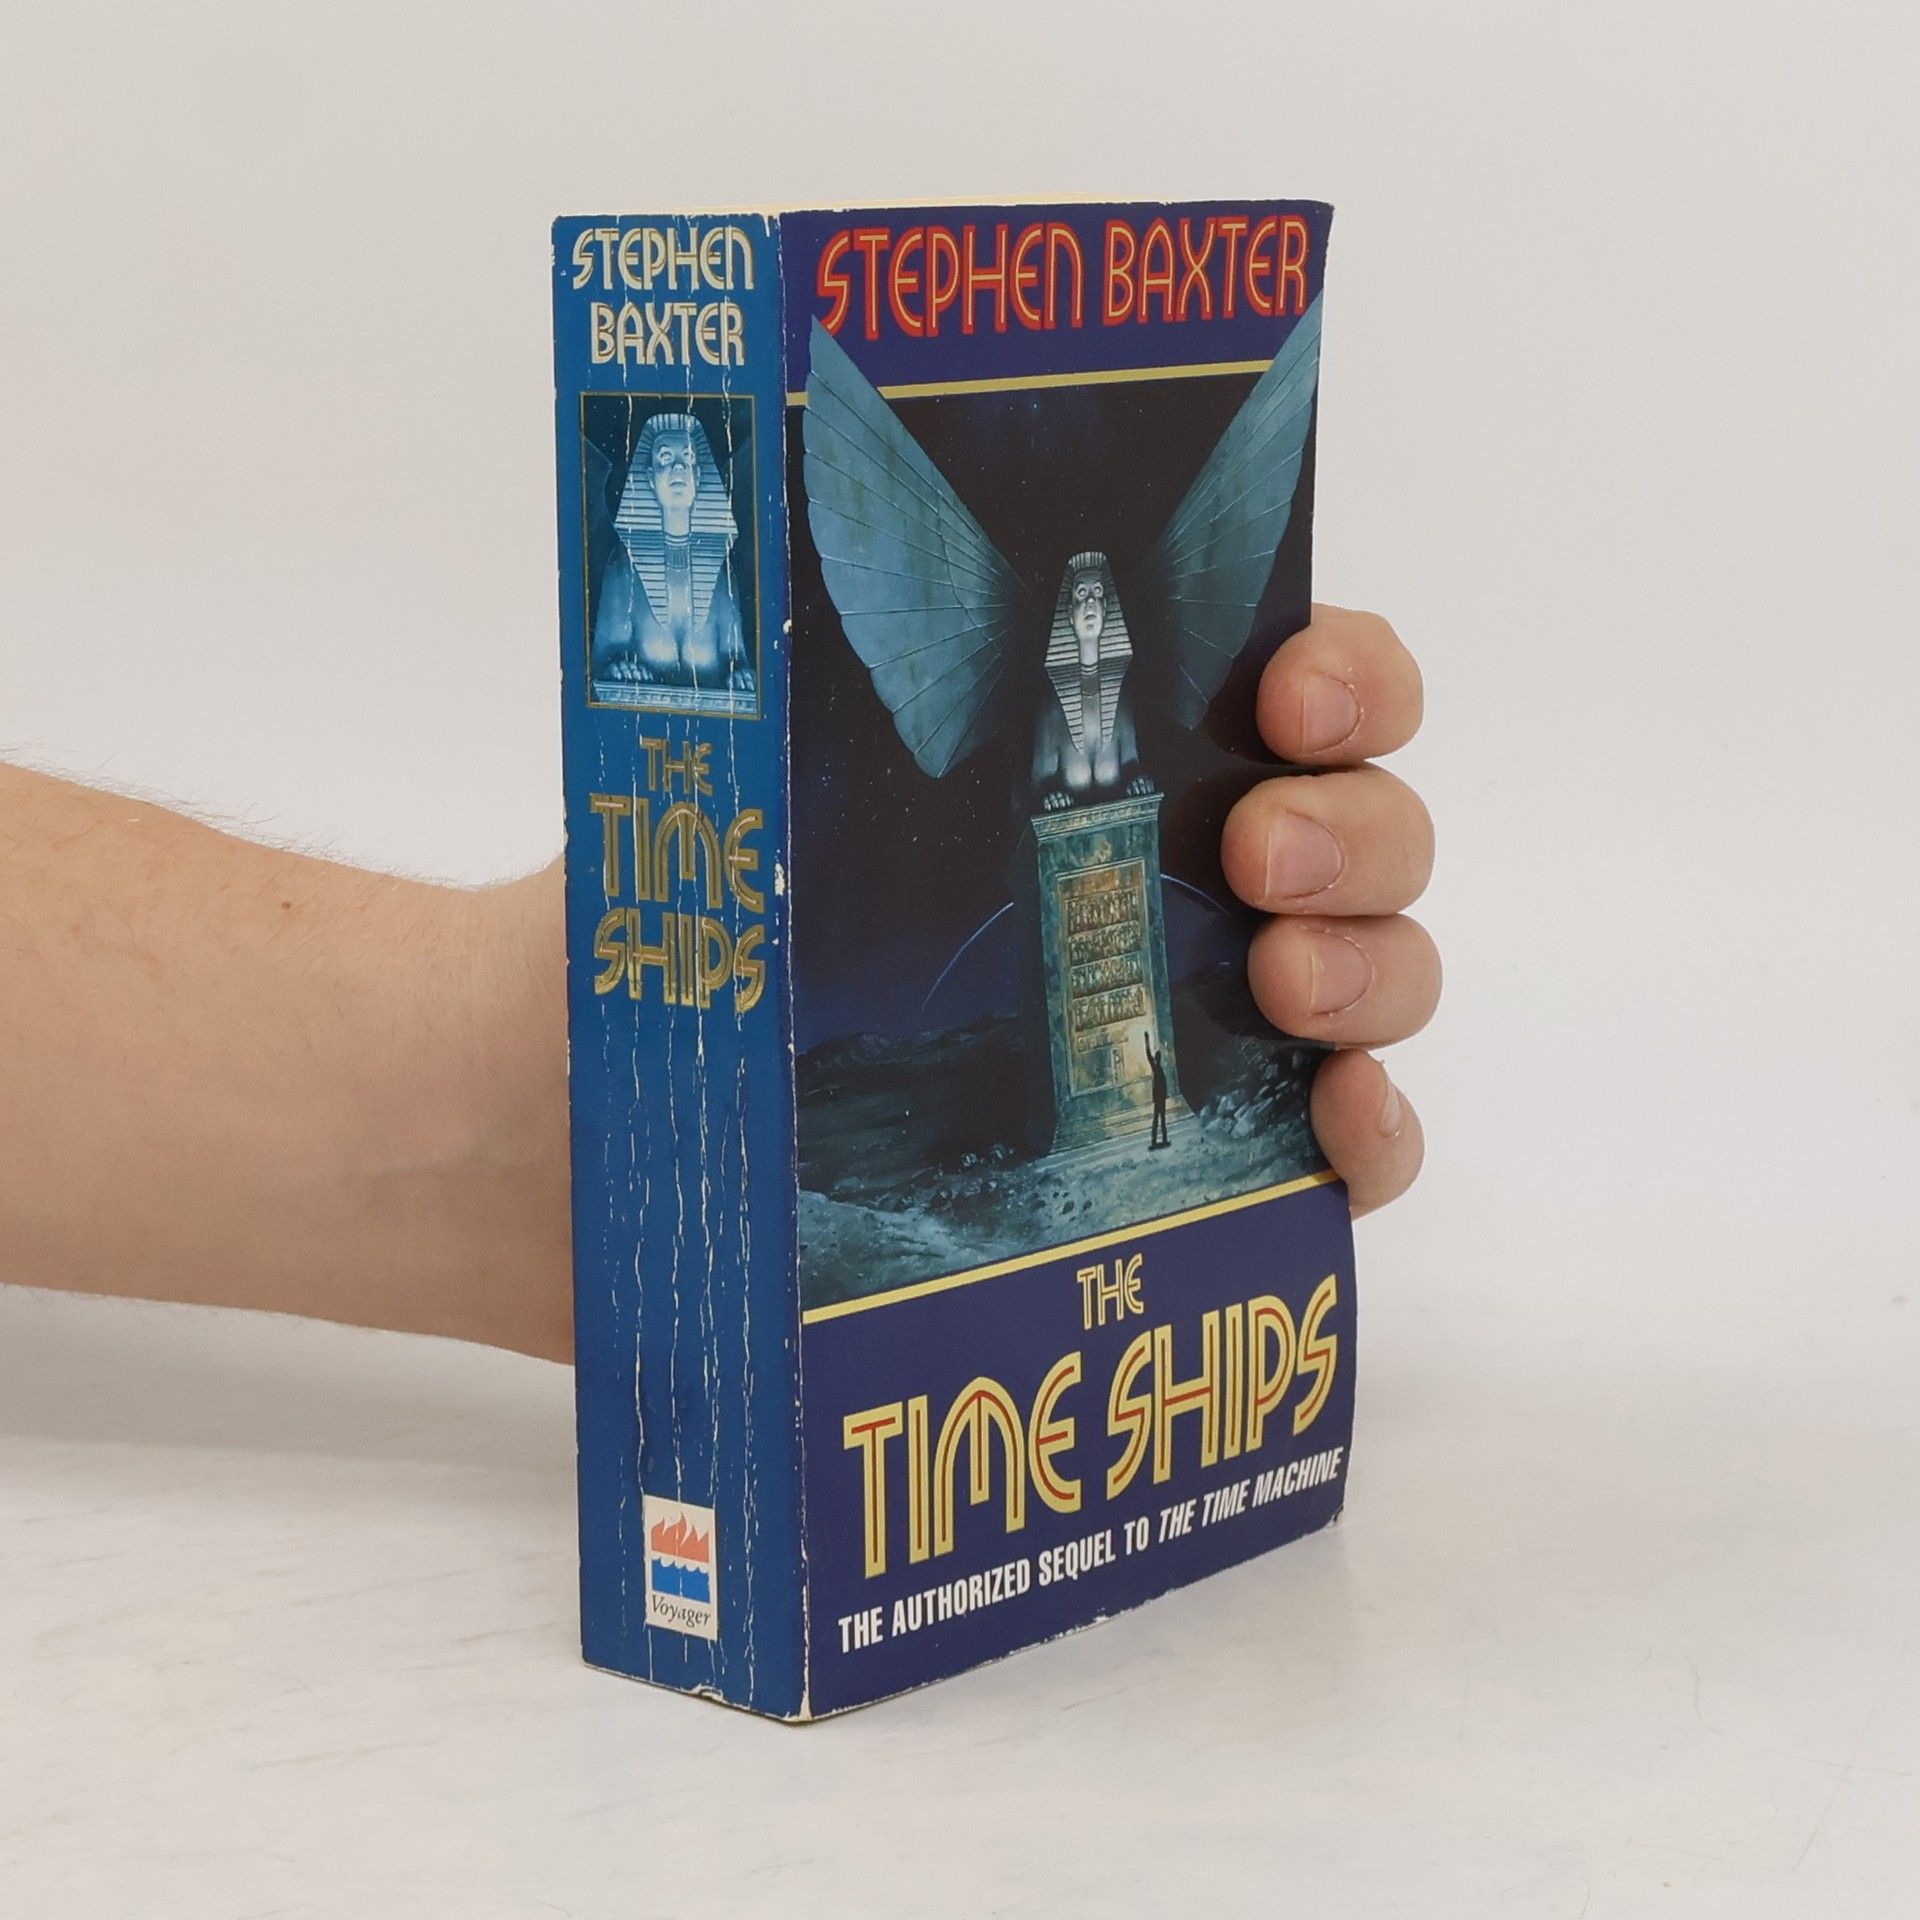 STEPHEN
BAXTER
THE
TIME
SHIPS
Voyager
STEPHEN BAXTER
THE
TIME SHIPS
THE AUTHORIZED SEQUEL TO THE TIME MACHINE